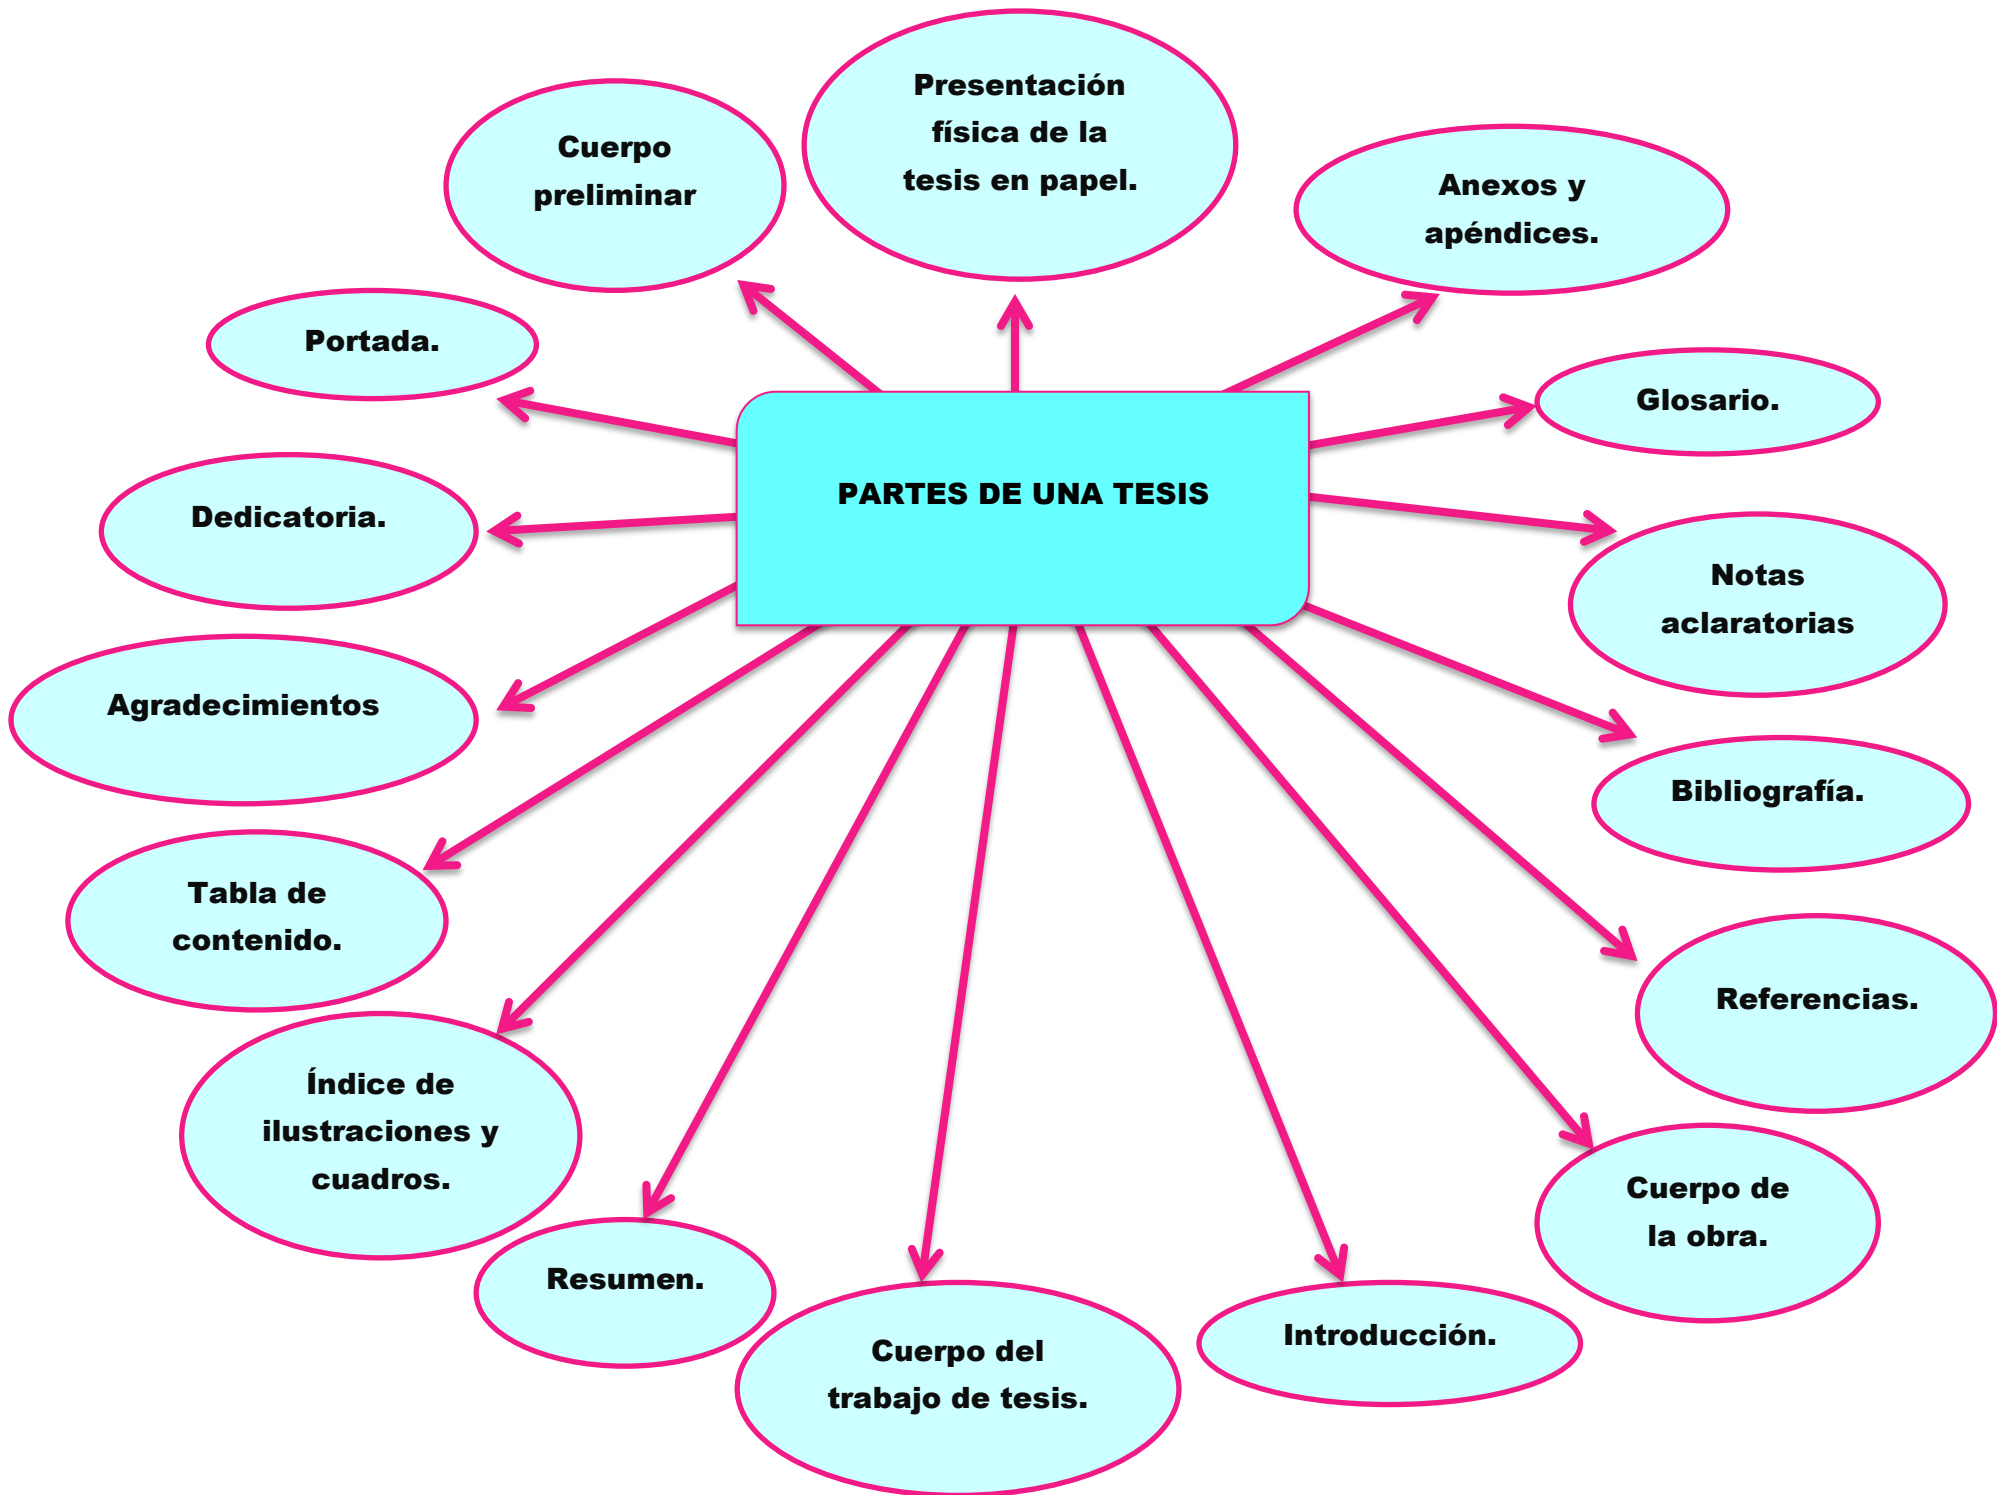 Presentación
física de la
tesis en papel.
Cuerpo
preliminar
Anexos y
apéndices.
Portada.
Glosario.
PARTES DE UNA TESIS
Dedicatoria.
Notas
aclaratorias
Agradecimientos
Bibliografía.
Tabla de
contenido.
Referencias.
Índice de
ilustraciones y
cuadros.
Cuerpo de
la obra.
Resumen.
Introducción.
Cuerpo del
trabajo de tesis.